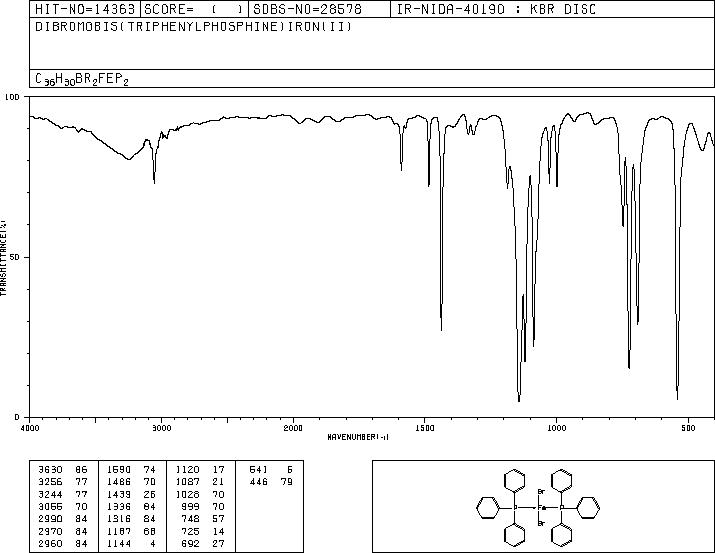 HIT-NO=14363 SCORE= ( ) SDBS-NO=28578 IR-NIDA-40190 : KBR DISC
DIBROMOBIS(TRIPHENYLPHOSPHINE)IRON(II)
C36H30BR2FEP2
100
50
0
TRANSMITTANCE(%)
4000 3000 2000 1500 1000 500
WAVENUMBER(-1)
3630 86 1590 74 1120 17 541 5
3256 77 1486 70 1087 21 446 79
3244 77 1439 26 1028 70
3055 70 1336 84 999 70
2990 84 1316 84 748 57
2970 84 1187 68 725 14
2960 84 1144 4 692 27
Br
P Fe P
Br